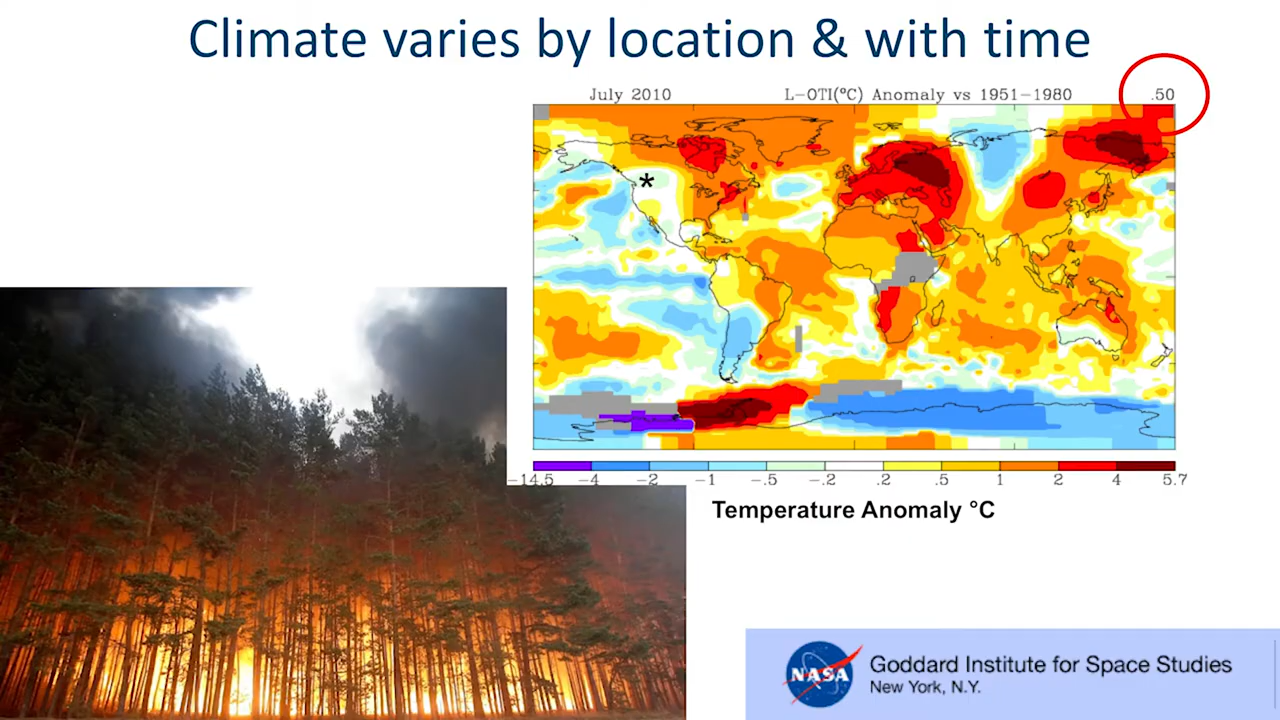 Climate varies by location & with time
July 2010 L-OTI(°C) Anomaly vs 1951-1980 .50
*
-14.5 -4 -2 -1 -.5 -.2 .2 .5 1 2 4 5.7
Temperature Anomaly °C
NASA
Goddard Institute for Space Studies
New York, N.Y.